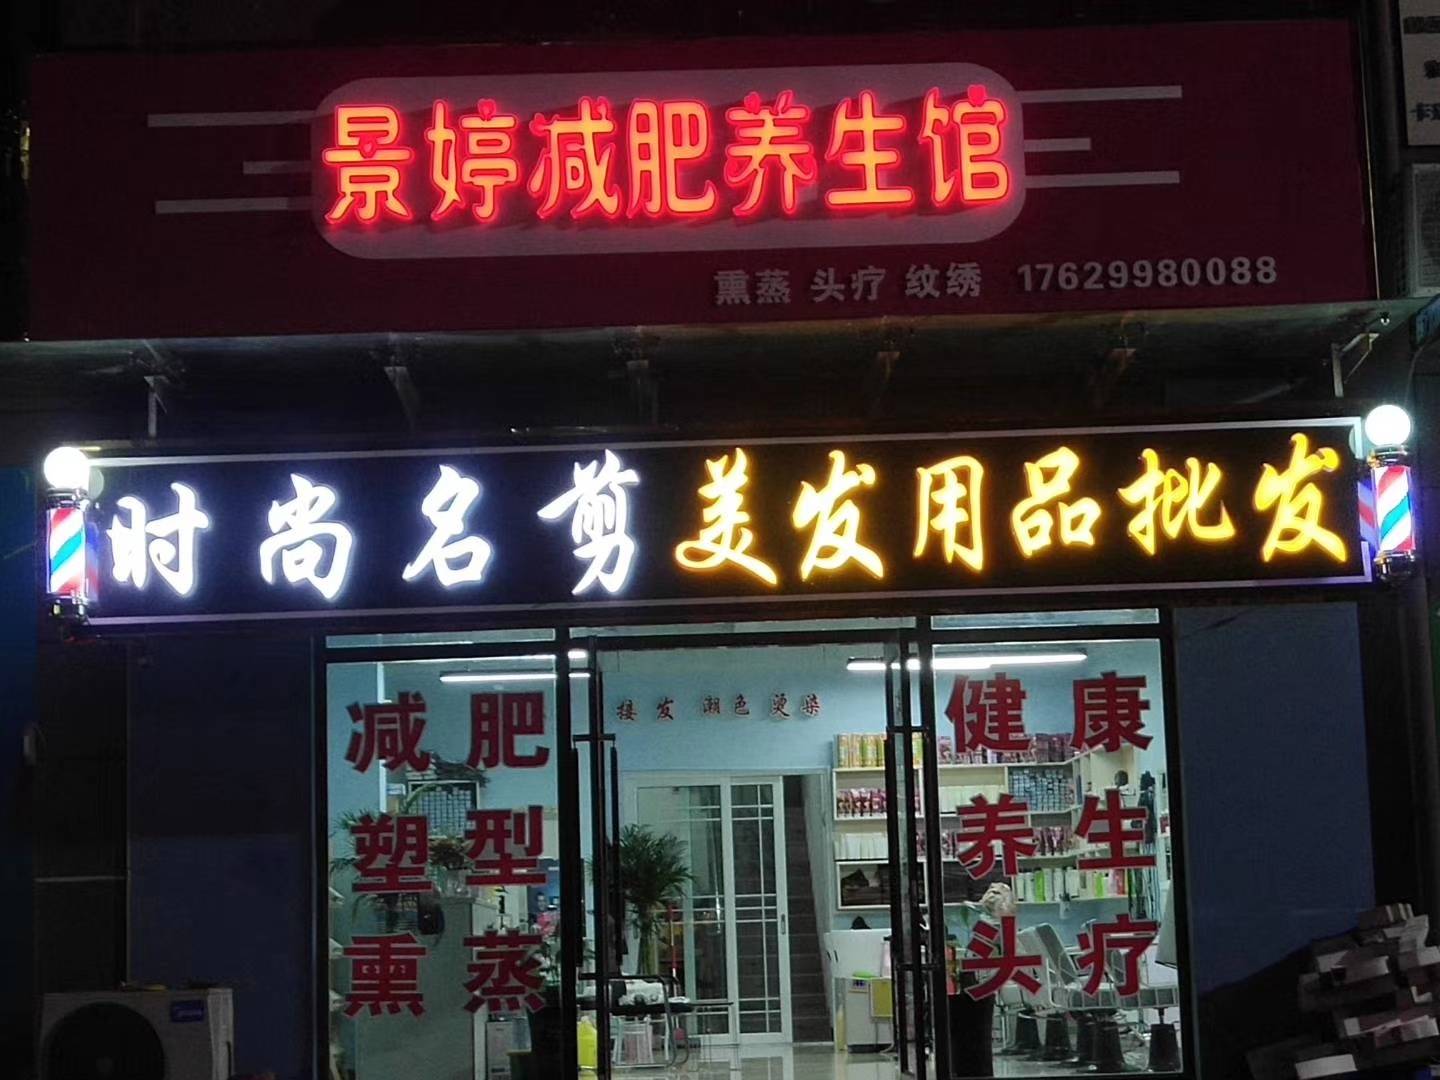 景婷减肥养生馆
熏蒸 头疗 纹绣 17629980088
时尚名剪美发用品批发
接发 潮色烫染
减肥
塑型
熏蒸
健康
养生
头疗